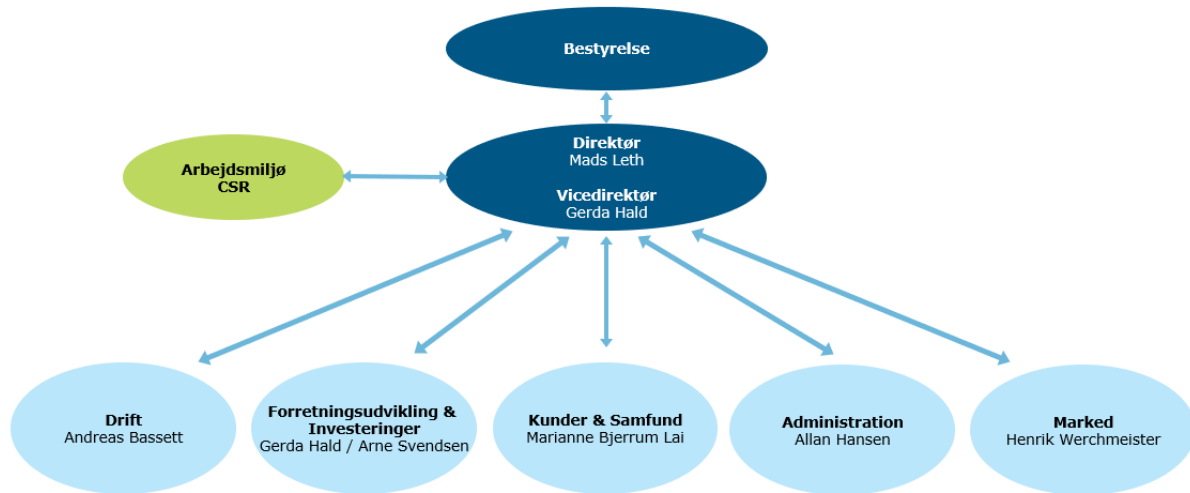 Bestyrelse
Direktør
Mads Leth
Vicedirektør
Gerda Hald
Arbejdsmiljø
CSR
Drift
Andreas Bassett
Forretningsudvikling &
Investeringer
Gerda Hald / Arne Svendsen
Kunder & Samfund
Marianne Bjerrum Lai
Administration
Allan Hansen
Marked
Henrik Werchmeister